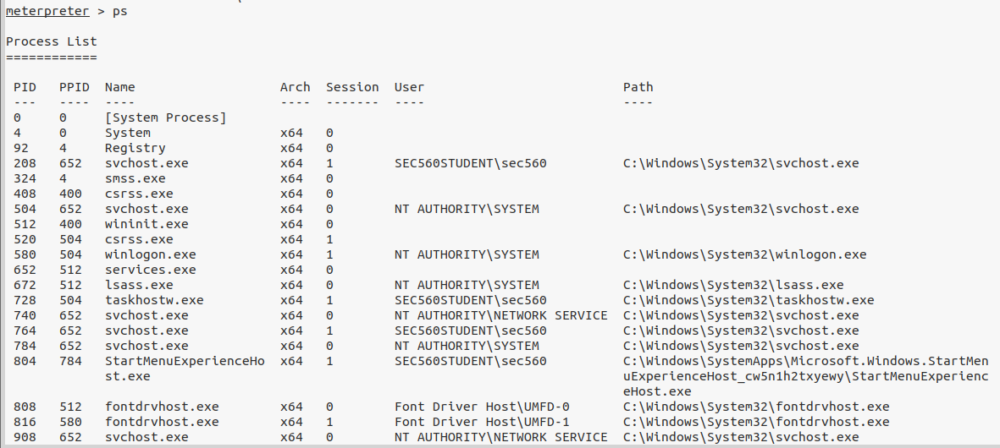 meterpreter > ps
Process List
============
PID PPID Name Arch Session User Path
--- ---- ---- ---- ------- ---- ----
0 0 [System Process]
4 0 System x64 0
92 4 Registry x64 0
208 652 svchost.exe x64 1 SEC560STUDENT\sec560 C:\Windows\System32\svchost.exe
324 4 smss.exe x64 0
408 400 csrss.exe x64 0
504 652 svchost.exe x64 0 NT AUTHORITY\SYSTEM C:\Windows\System32\svchost.exe
512 400 wininit.exe x64 0
520 504 csrss.exe x64 1
580 504 winlogon.exe x64 1 NT AUTHORITY\SYSTEM C:\Windows\System32\winlogon.exe
652 512 services.exe x64 0
672 512 lsass.exe x64 0 NT AUTHORITY\SYSTEM C:\Windows\System32\lsass.exe
728 504 taskhostw.exe x64 1 SEC560STUDENT\sec560 C:\Windows\System32\taskhostw.exe
740 652 svchost.exe x64 0 NT AUTHORITY\NETWORK SERVICE C:\Windows\System32\svchost.exe
764 652 svchost.exe x64 1 SEC560STUDENT\sec560 C:\Windows\System32\svchost.exe
784 652 svchost.exe x64 0 NT AUTHORITY\SYSTEM C:\Windows\System32\svchost.exe
804 784 StartMenuExperienceHo x64 1 SEC560STUDENT\sec560 C:\Windows\SystemApps\Microsoft.Windows.StartMen
st.exe uExperienceHost_cw5n1h2txyewy\StartMenuExperienc
eHost.exe
808 512 fontdrvhost.exe x64 0 Font Driver Host\UMFD-0 C:\Windows\System32\fontdrvhost.exe
816 580 fontdrvhost.exe x64 1 Font Driver Host\UMFD-1 C:\Windows\System32\fontdrvhost.exe
908 652 svchost.exe x64 0 NT AUTHORITY\NETWORK SERVICE C:\Windows\System32\svchost.exe